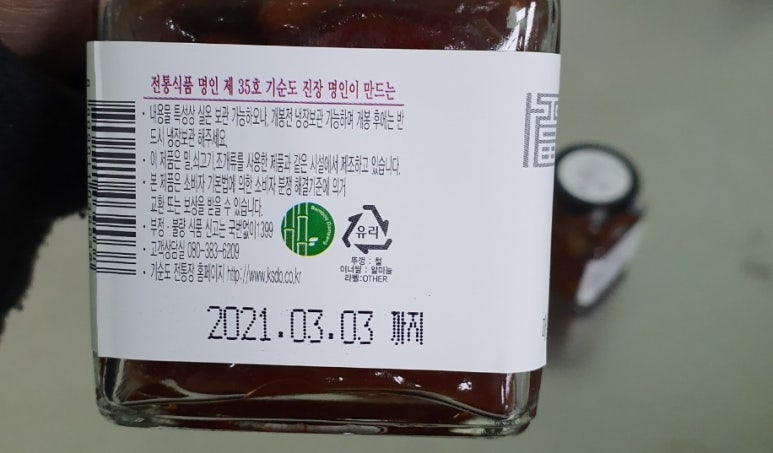 전통식품 명인 제 35호 기순도 진장 명인이 만드는
· 내용물 특성상 실온 보관 가능하오나, 개봉전 냉장보관 가능하며 개봉 후에는 반
드시 냉장보관 해주세요.
· 이 제품은 밀,쇠고기,조개류를 사용한 제품과 같은 시설에서 제조하고 있습니다.
· 본 제품은 소비자 기본법에 의한 소비자 분쟁 해결기준에 의거
교환 또는 보상을 받을 수 있습니다.
· 부정·불량 식품 신고는 국번없이1399
· 고객상담실 080-383-6209
· 기순도 전통장 홈페이지 http://www.ksdo.co.kr
유리
뚜껑 : 철
이너씰 : 알미늄
라벨:OTHER
2021.03.03 까지